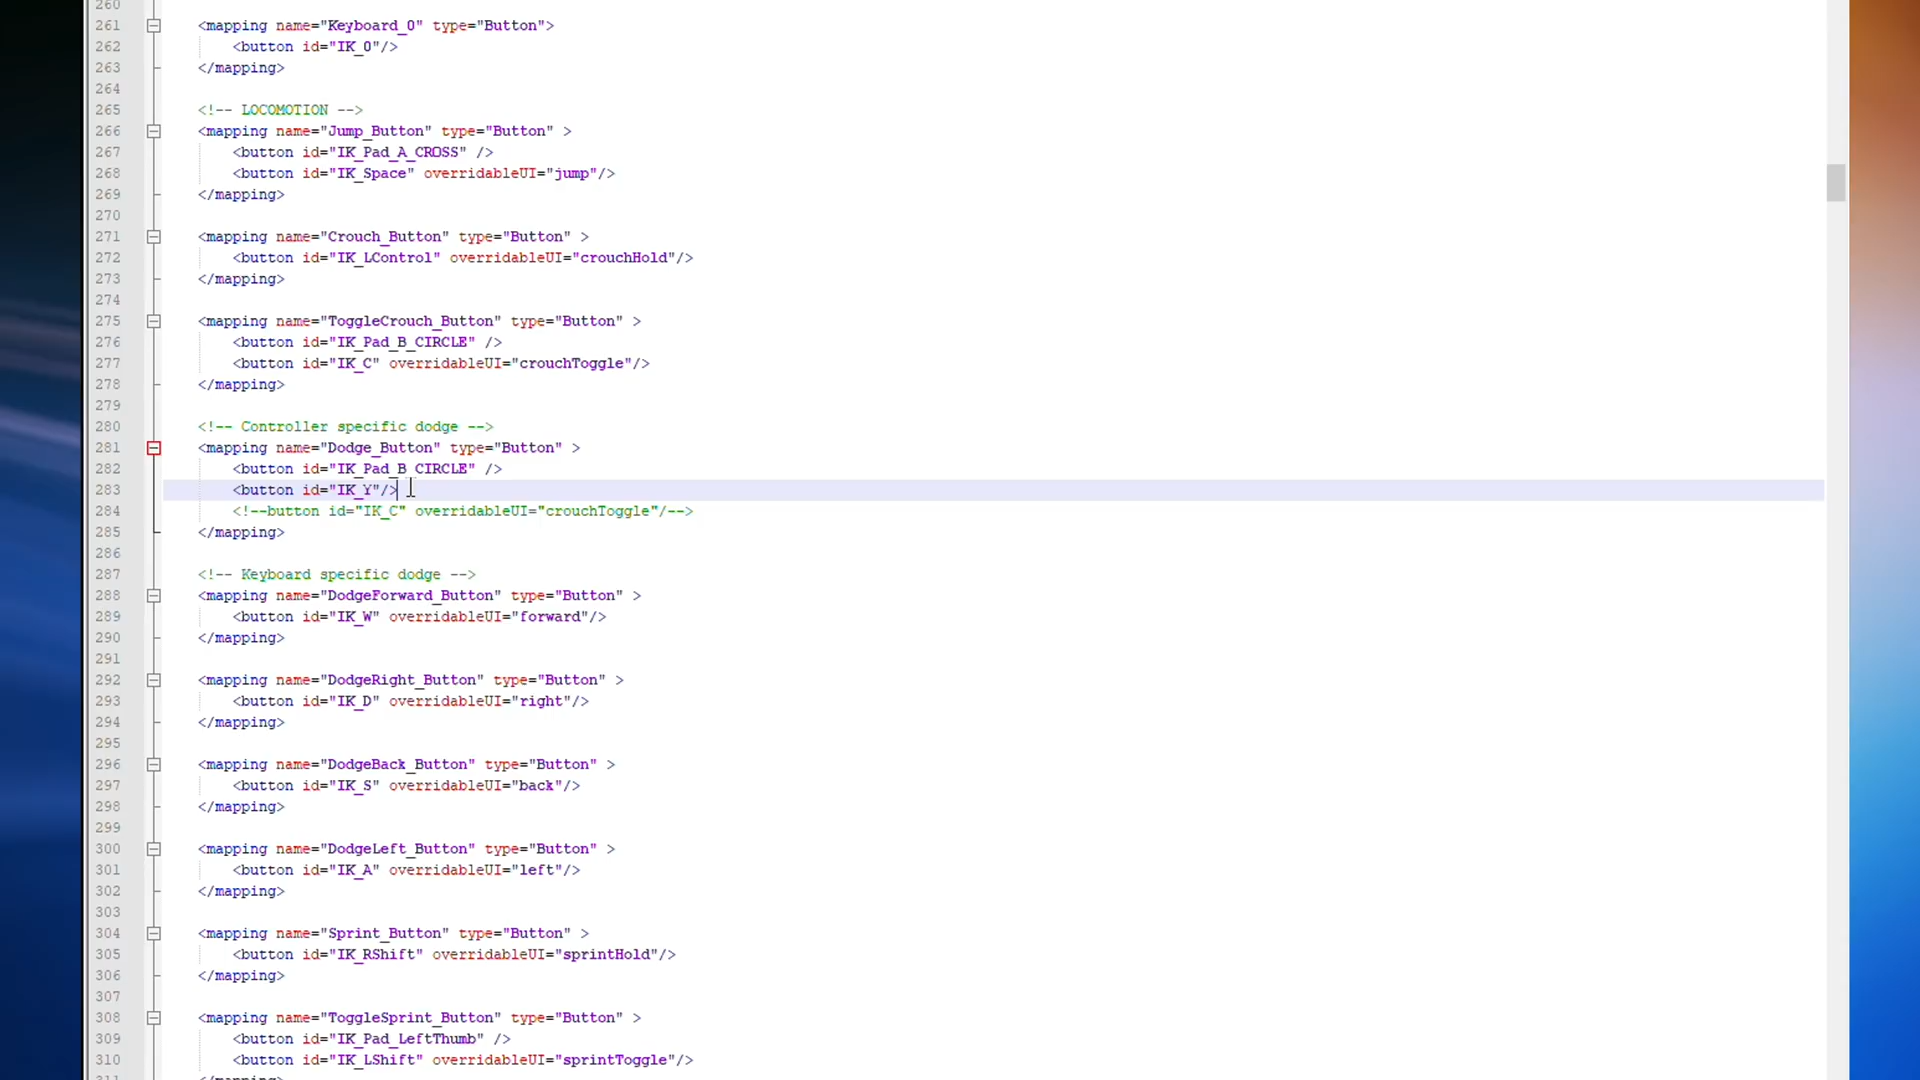 260
261 <mapping name="Keyboard_0" type="Button">
262 <button id="IK_0"/>
263 </mapping>
264
265 <!-- LOCOMOTION -->
266 <mapping name="Jump_Button" type="Button" >
267 <button id="IK_Pad_A_CROSS" />
268 <button id="IK_Space" overridableUI="jump"/>
269 </mapping>
270
271 <mapping name="Crouch_Button" type="Button" >
272 <button id="IK_LControl" overridableUI="crouchHold"/>
273 </mapping>
274
275 <mapping name="ToggleCrouch_Button" type="Button" >
276 <button id="IK_Pad_B_CIRCLE" />
277 <button id="IK_C" overridableUI="crouchToggle"/>
278 </mapping>
279
280 <!-- Controller specific dodge -->
281 <mapping name="Dodge_Button" type="Button" >
282 <button id="IK_Pad_B_CIRCLE" />
283 <button id="IK_Y"/>
284 <!--button id="IK_C" overridableUI="crouchToggle"/-->
285 </mapping>
286
287 <!-- Keyboard specific dodge -->
288 <mapping name="DodgeForward_Button" type="Button" >
289 <button id="IK_W" overridableUI="forward"/>
290 </mapping>
291
292 <mapping name="DodgeRight_Button" type="Button" >
293 <button id="IK_D" overridableUI="right"/>
294 </mapping>
295
296 <mapping name="DodgeBack_Button" type="Button" >
297 <button id="IK_S" overridableUI="back"/>
298 </mapping>
299
300 <mapping name="DodgeLeft_Button" type="Button" >
301 <button id="IK_A" overridableUI="left"/>
302 </mapping>
303
304 <mapping name="Sprint_Button" type="Button" >
305 <button id="IK_RShift" overridableUI="sprintHold"/>
306 </mapping>
307
308 <mapping name="ToggleSprint_Button" type="Button" >
309 <button id="IK_Pad_LeftThumb" />
310 <button id="IK_LShift" overridableUI="sprintToggle"/>
311 </mapping>